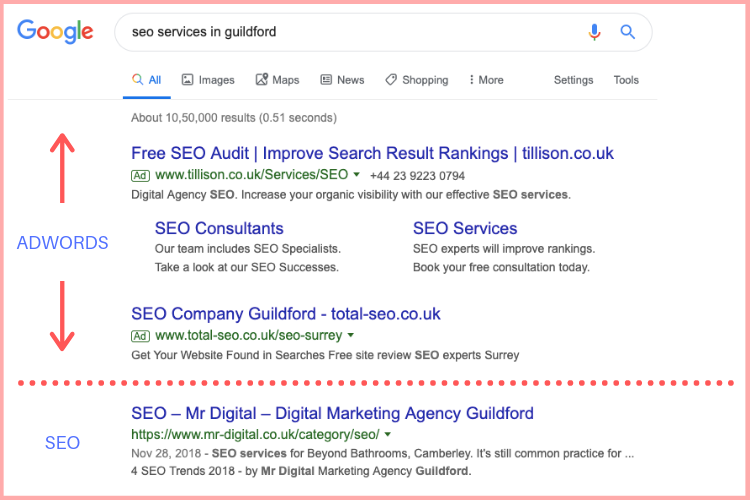 Google
seo services in guildford
All Images Maps News Shopping More Settings Tools
About 10,50,000 results (0.51 seconds)
Free SEO Audit | Improve Search Result Rankings | tillison.co.uk
Ad www.tillison.co.uk/Services/SEO +44 23 9223 0794
Digital Agency SEO. Increase your organic visibility with our effective SEO services.
SEO Consultants
Our team includes SEO Specialists.
Take a look at our SEO Successes.
SEO Services
SEO experts will improve rankings.
Book your free consultation today.
ADWORDS
SEO Company Guildford - total-seo.co.uk
Ad www.total-seo.co.uk/seo-surrey
Get Your Website Found in Searches Free site review SEO experts Surrey
SEO
SEO – Mr Digital – Digital Marketing Agency Guildford
https://www.mr-digital.co.uk/category/seo/
Nov 28, 2018 - SEO services for Beyond Bathrooms, Camberley. It's still common practice for ...
4 SEO Trends 2018 - by Mr Digital Marketing Agency Guildford.